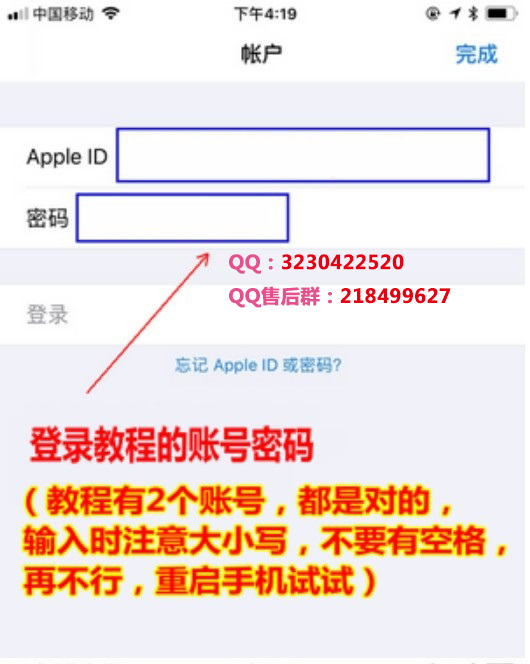 中国移动 下午4:19
帐户 完成
Apple ID
密码
QQ：3230422520
QQ售后群：218499627
登录
忘记 Apple ID 或密码?
登录教程的账号密码
（教程有2个账号，都是对的，
输入时注意大小写，不要有空格，
再不行，重启手机试试）